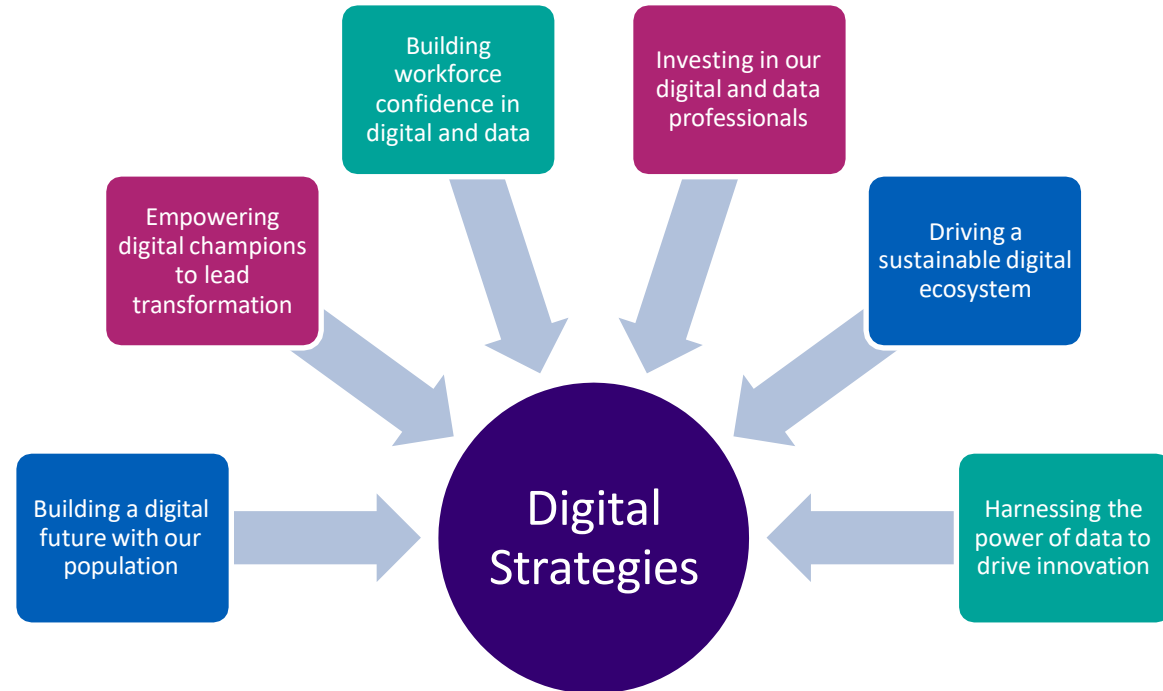 Building
workforce
confidence in
digital and data
Investing in our
digital and data
professionals
Empowering
digital champions
to lead
transformation
Driving a
sustainable digital
ecosystem
Building a digital
future with our
population
Digital
Strategies
Harnessing the
power of data to
drive innovation